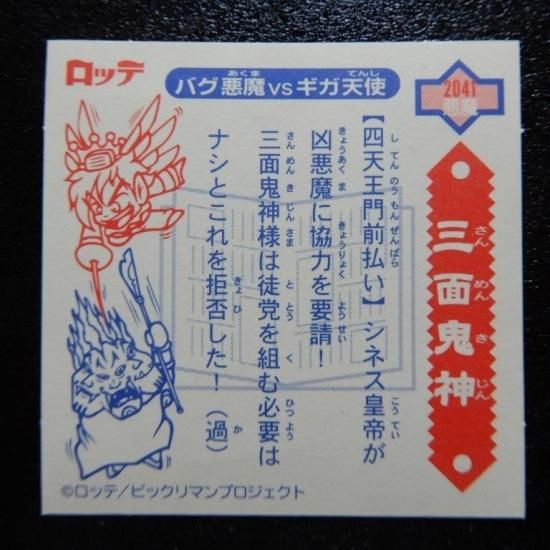 ロッテ
バグ悪魔vsギガ天使
2041
悪魔
三面鬼神
【四天王門前払い】シネス皇帝が
凶悪魔に協力を要請！
三面鬼神様は徒党を組む必要は
ナシとこれを拒否した！（過）
©ロッテ/ビックリマンプロジェクト